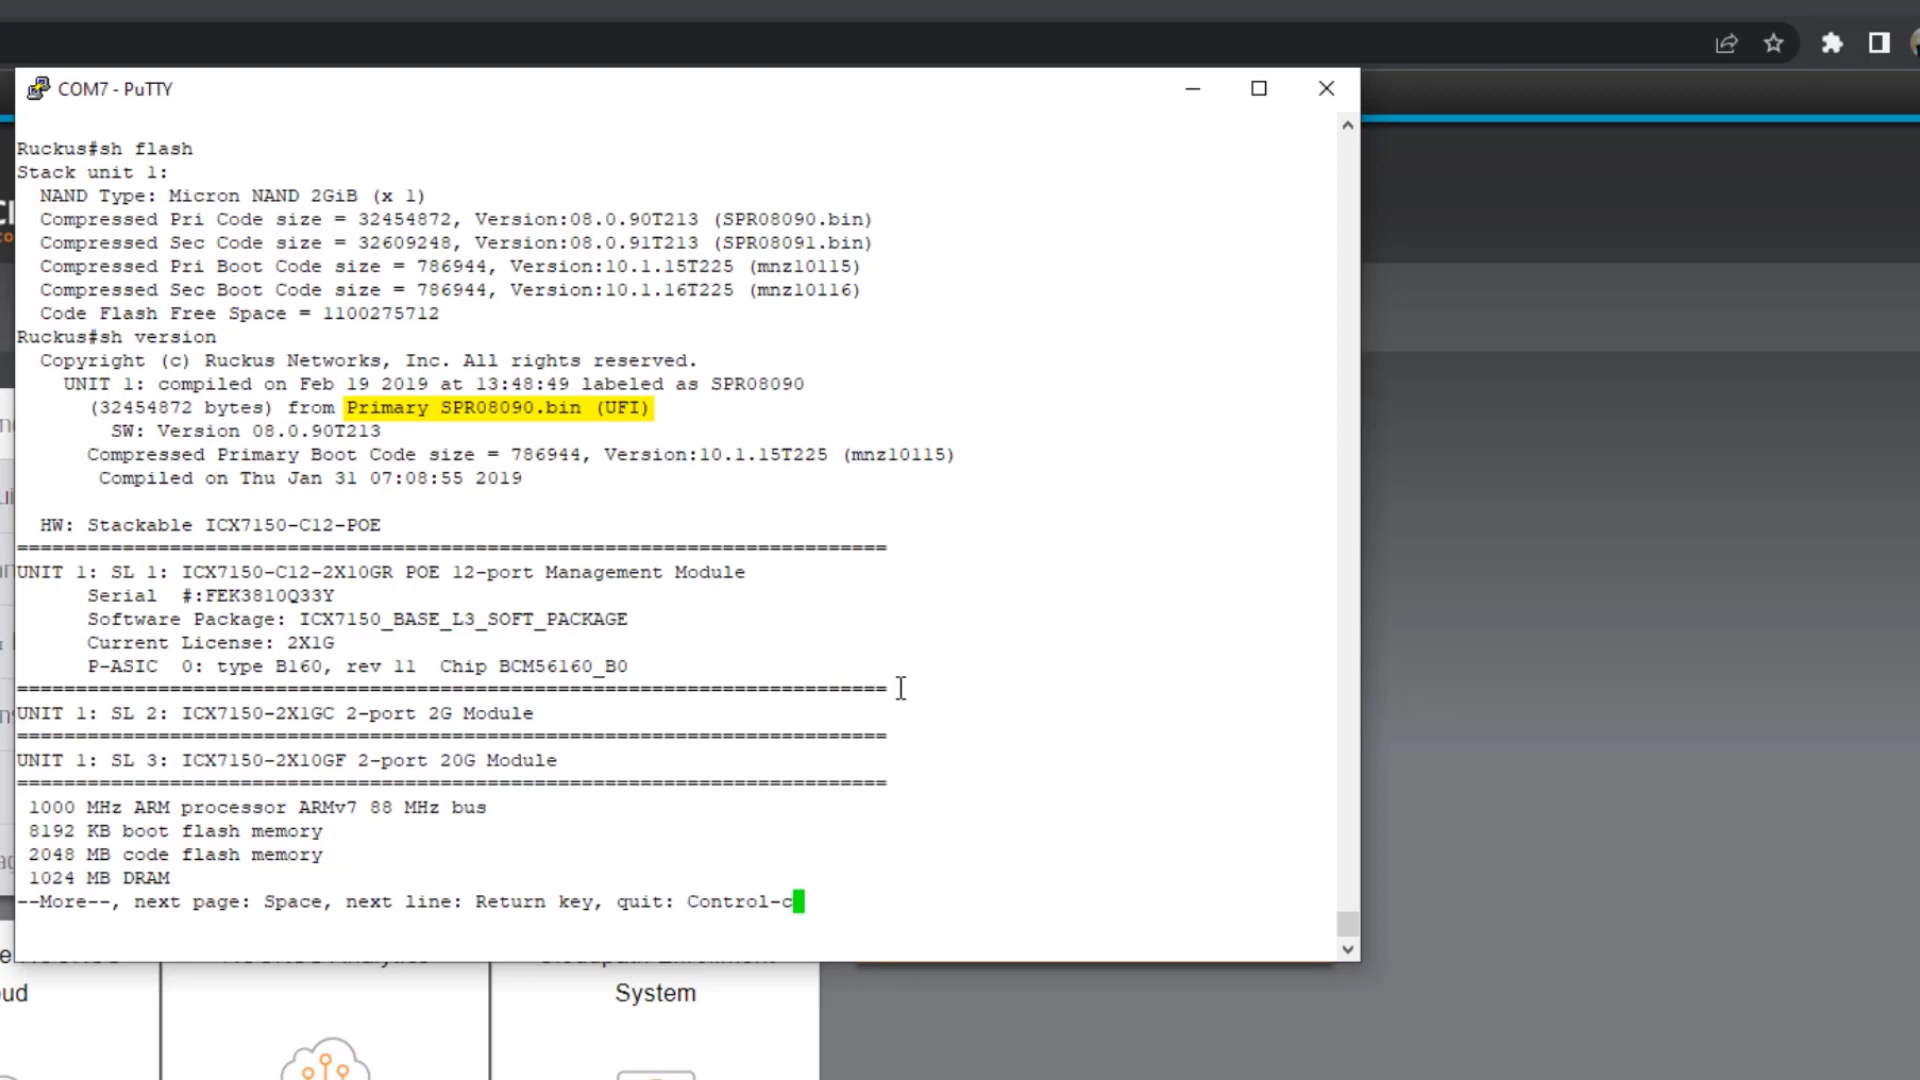 COM7 - PuTTY
Ruckus#sh flash
Stack unit 1:
NAND Type: Micron NAND 2GiB (x 1)
Compressed Pri Code size = 32454872, Version:08.0.90T213 (SPR08090.bin)
Compressed Sec Code size = 32609248, Version:08.0.91T213 (SPR08091.bin)
Compressed Pri Boot Code size = 786944, Version:10.1.15T225 (mnz10115)
Compressed Sec Boot Code size = 786944, Version:10.1.16T225 (mnz10116)
Code Flash Free Space = 1100275712
Ruckus#sh version
Copyright (c) Ruckus Networks, Inc. All rights reserved.
UNIT 1: compiled on Feb 19 2019 at 13:48:49 labeled as SPR08090
(32454872 bytes) from Primary SPR08090.bin (UFI)
SW: Version 08.0.90T213
Compressed Primary Boot Code size = 786944, Version:10.1.15T225 (mnz10115)
Compiled on Thu Jan 31 07:08:55 2019
HW: Stackable ICX7150-C12-POE
==========================================================================
UNIT 1: SL 1: ICX7150-C12-2X10GR POE 12-port Management Module
Serial #:FEK3810Q33Y
Software Package: ICX7150_BASE_L3_SOFT_PACKAGE
Current License: 2X1G
P-ASIC 0: type B160, rev 11 Chip BCM56160_B0
==========================================================================
UNIT 1: SL 2: ICX7150-2X1GC 2-port 2G Module
==========================================================================
UNIT 1: SL 3: ICX7150-2X10GF 2-port 20G Module
==========================================================================
1000 MHz ARM processor ARMv7 88 MHz bus
8192 KB boot flash memory
2048 MB code flash memory
1024 MB DRAM
--More--, next page: Space, next line: Return key, quit: Control-c
System